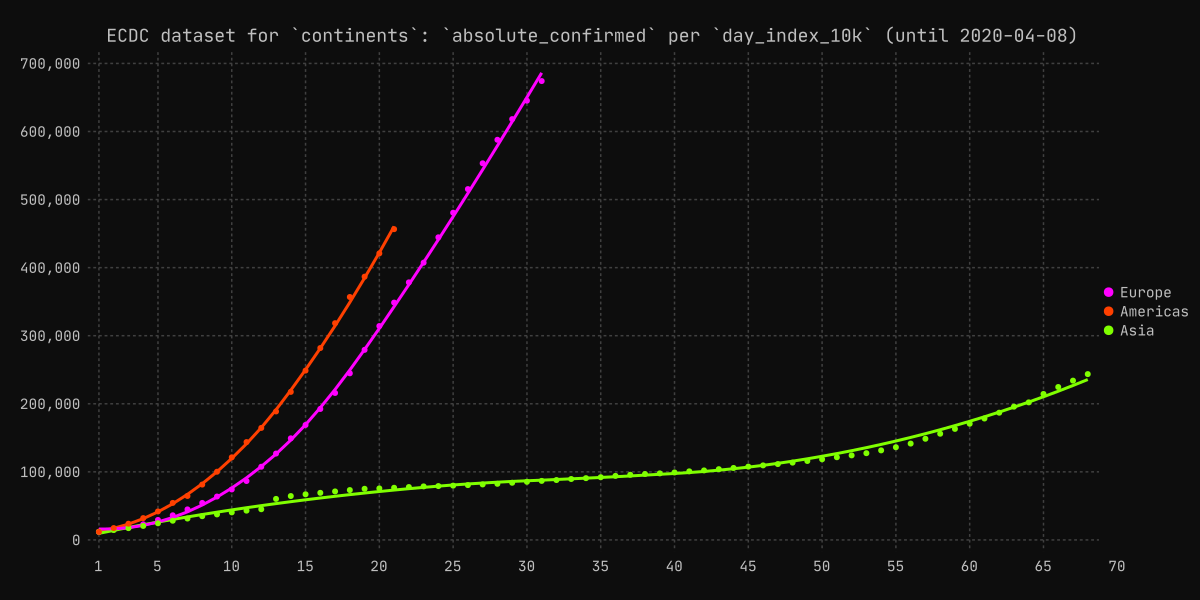 ECDC dataset for `continents`: `absolute_confirmed` per `day_index_10k` (until 2020-04-08)
700,000
600,000
500,000
400,000
300,000
200,000
100,000
0
Europe
Americas
Asia
1 5 10 15 20 25 30 35 40 45 50 55 60 65 70